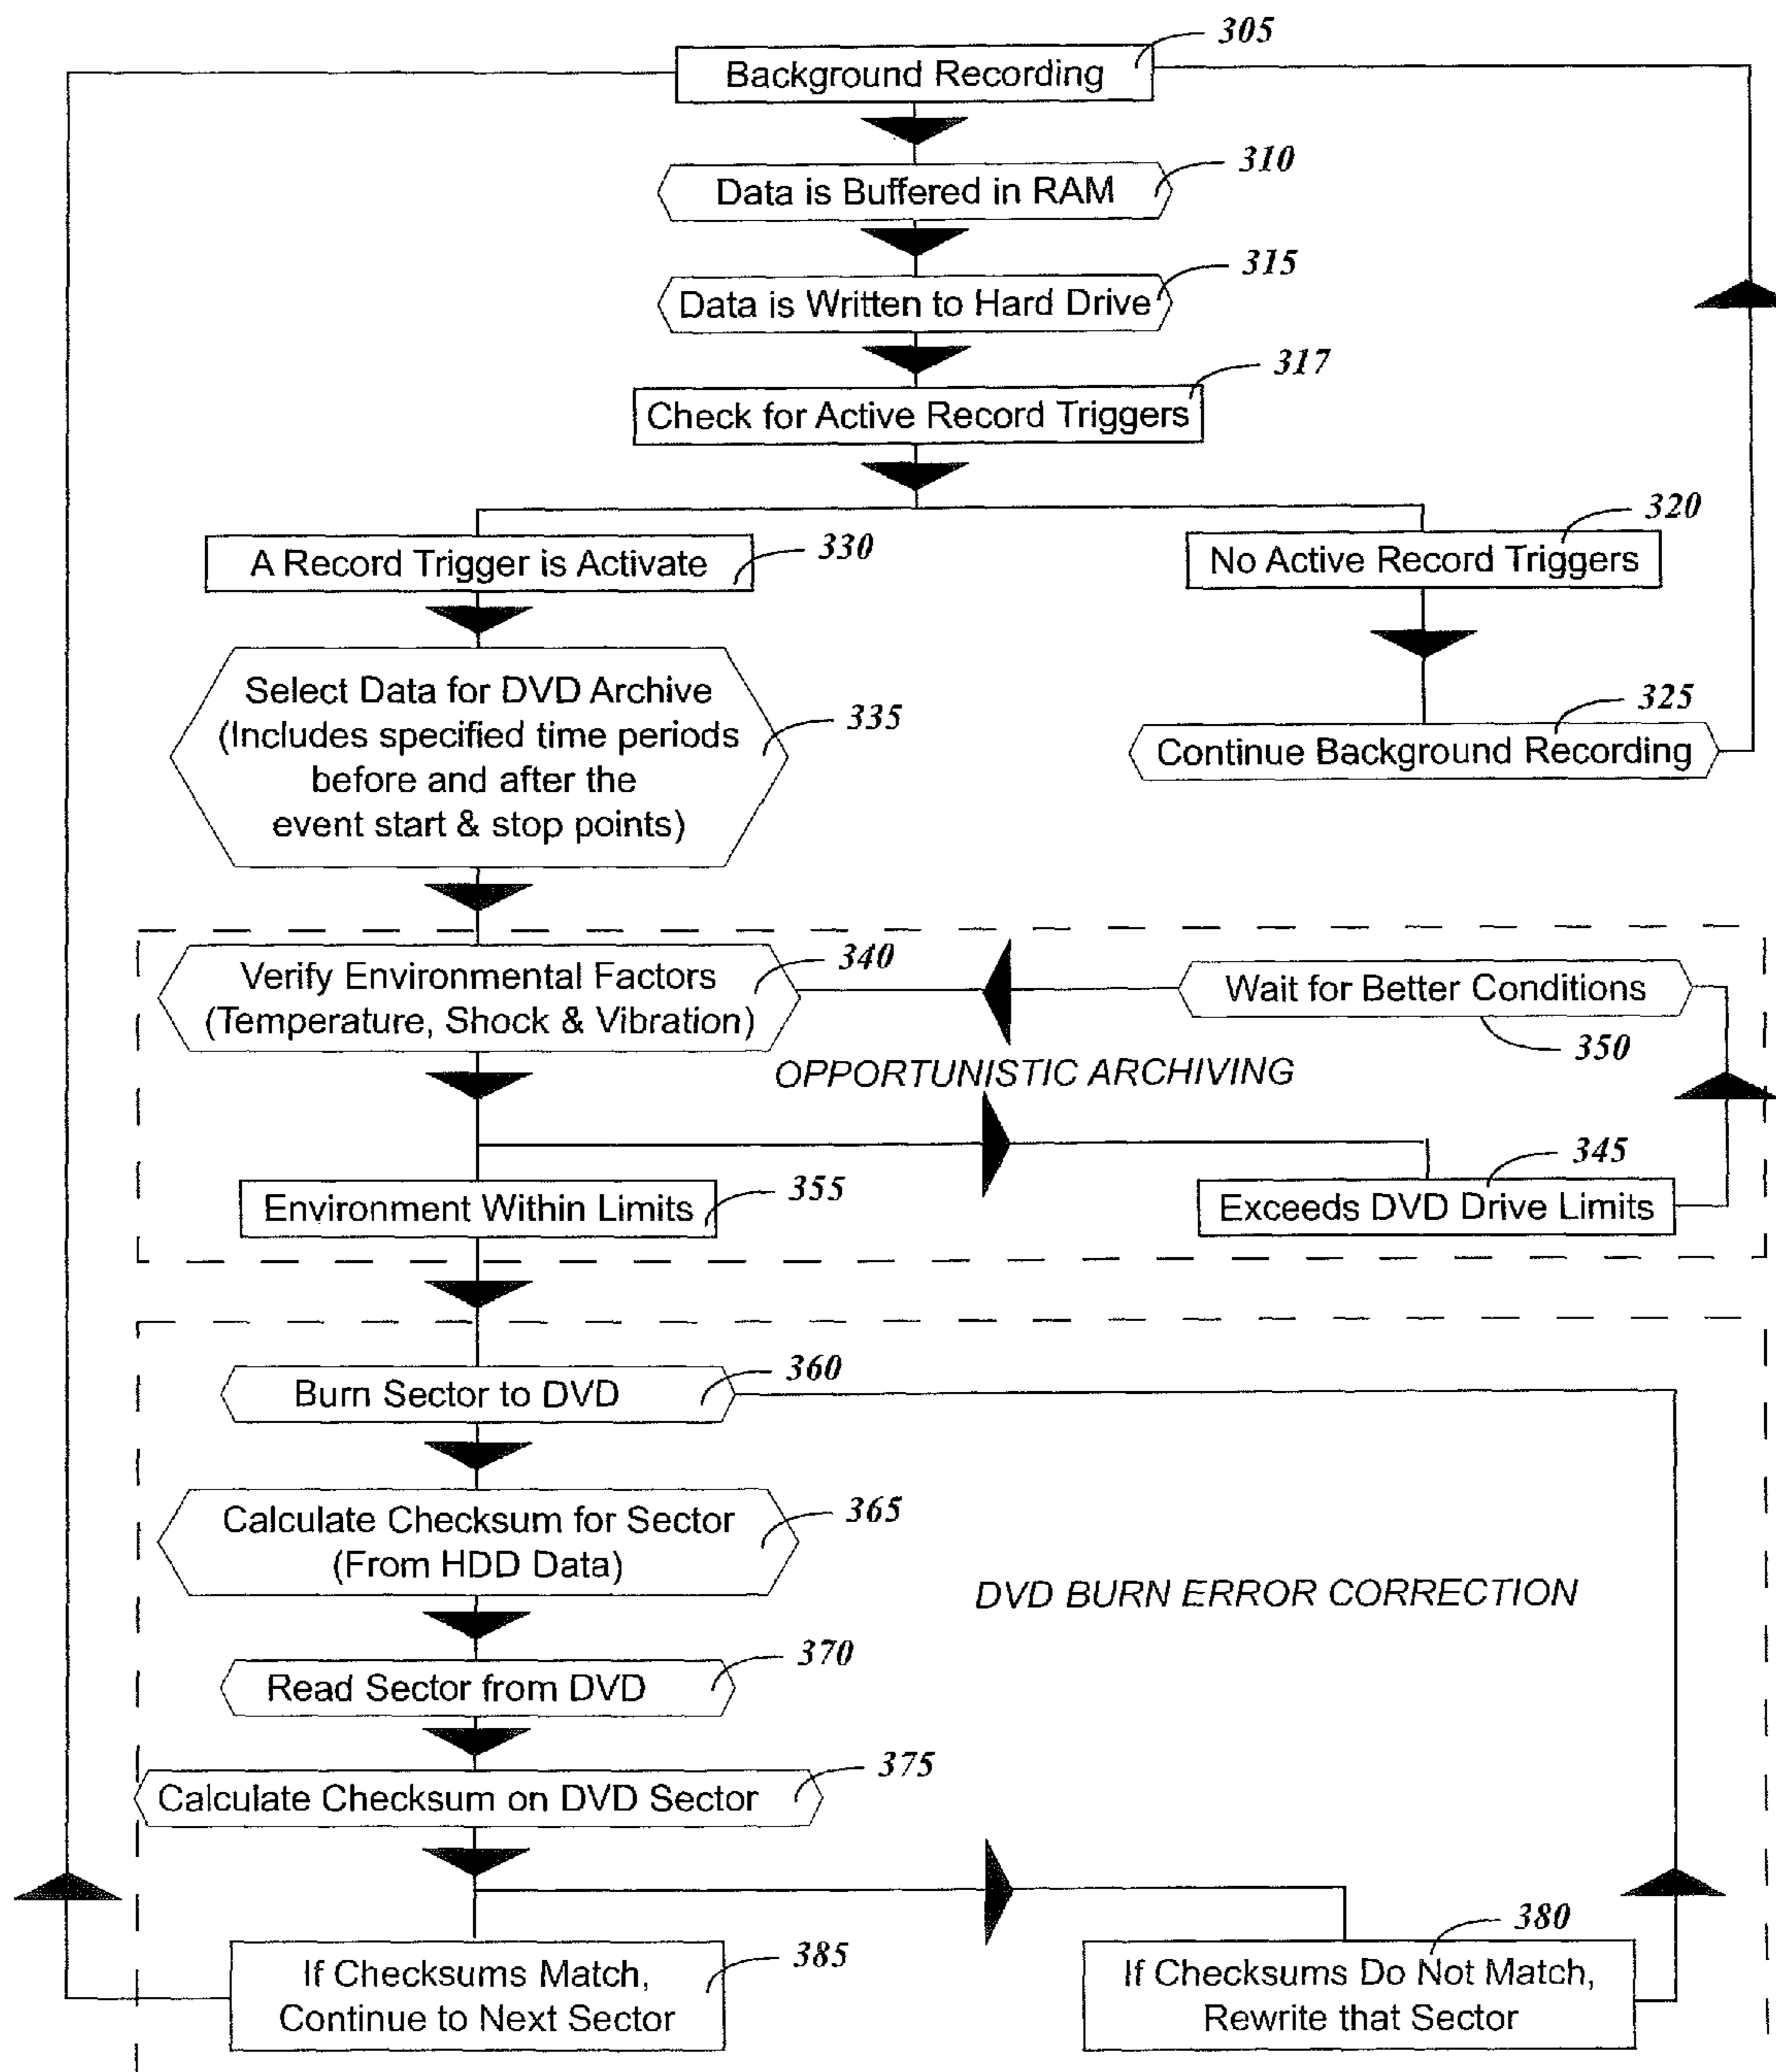 305
Background Recording
310
Data is Buffered in RAM
315
Data is Written to Hard Drive
317
Check for Active Record Triggers
330
A Record Trigger is Activate
320
No Active Record Triggers
335
Select Data for DVD Archive
(Includes specified time periods
before and after the
event start & stop points)
325
Continue Background Recording
340
Verify Environmental Factors
(Temperature, Shock & Vibration)
Wait for Better Conditions
350
OPPORTUNISTIC ARCHIVING
355
Environment Within Limits
345
Exceeds DVD Drive Limits
360
Burn Sector to DVD
365
Calculate Checksum for Sector
(From HDD Data)
DVD BURN ERROR CORRECTION
370
Read Sector from DVD
375
Calculate Checksum on DVD Sector
385
If Checksums Match,
Continue to Next Sector
380
If Checksums Do Not Match,
Rewrite that Sector